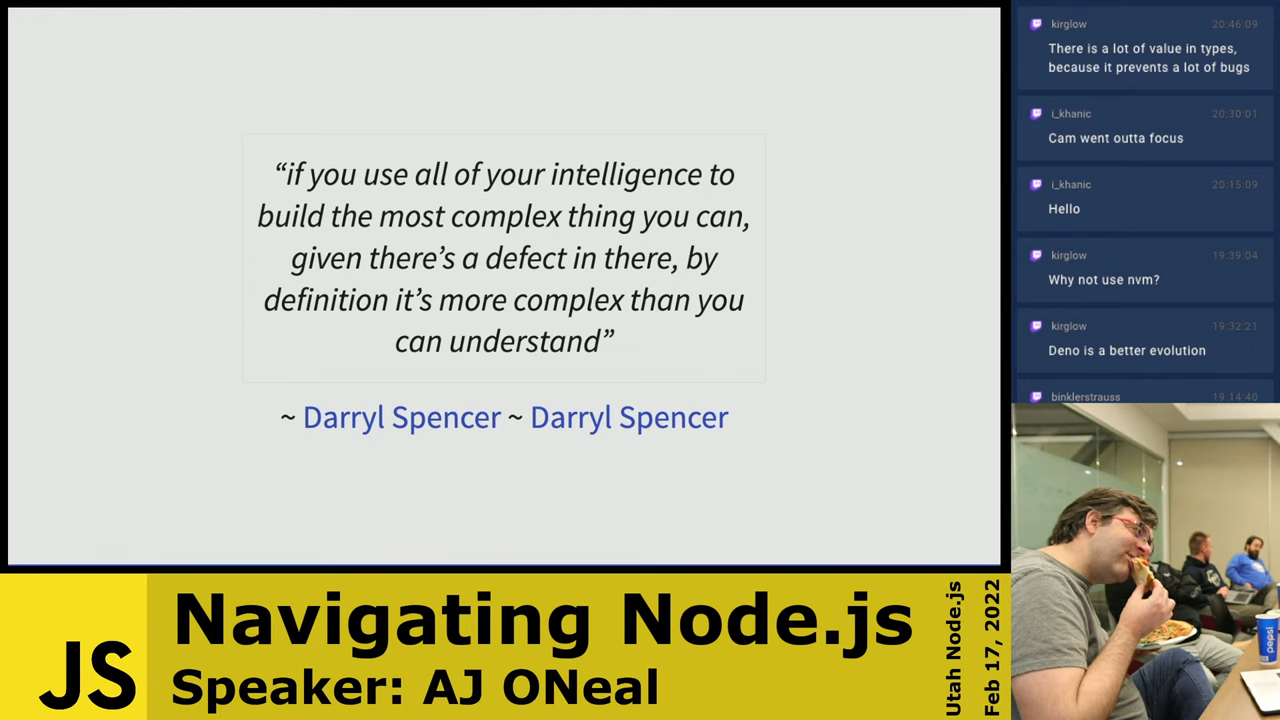 “if you use all of your intelligence to
build the most complex thing you can,
given there’s a defect in there, by
definition it’s more complex than you
can understand”
~ Darryl Spencer ~ Darryl Spencer
JS
Navigating Node.js
Speaker: AJ ONeal
Utah Node.js
Feb 17, 2022
kirglow 20:46:09
There is a lot of value in types,
because it prevents a lot of bugs
i_khanic 20:30:01
Cam went outta focus
i_khanic 20:15:09
Hello
kirglow 19:39:04
Why not use nvm?
kirglow 19:32:21
Deno is a better evolution
binklerstrauss 19:14:40
pepsi